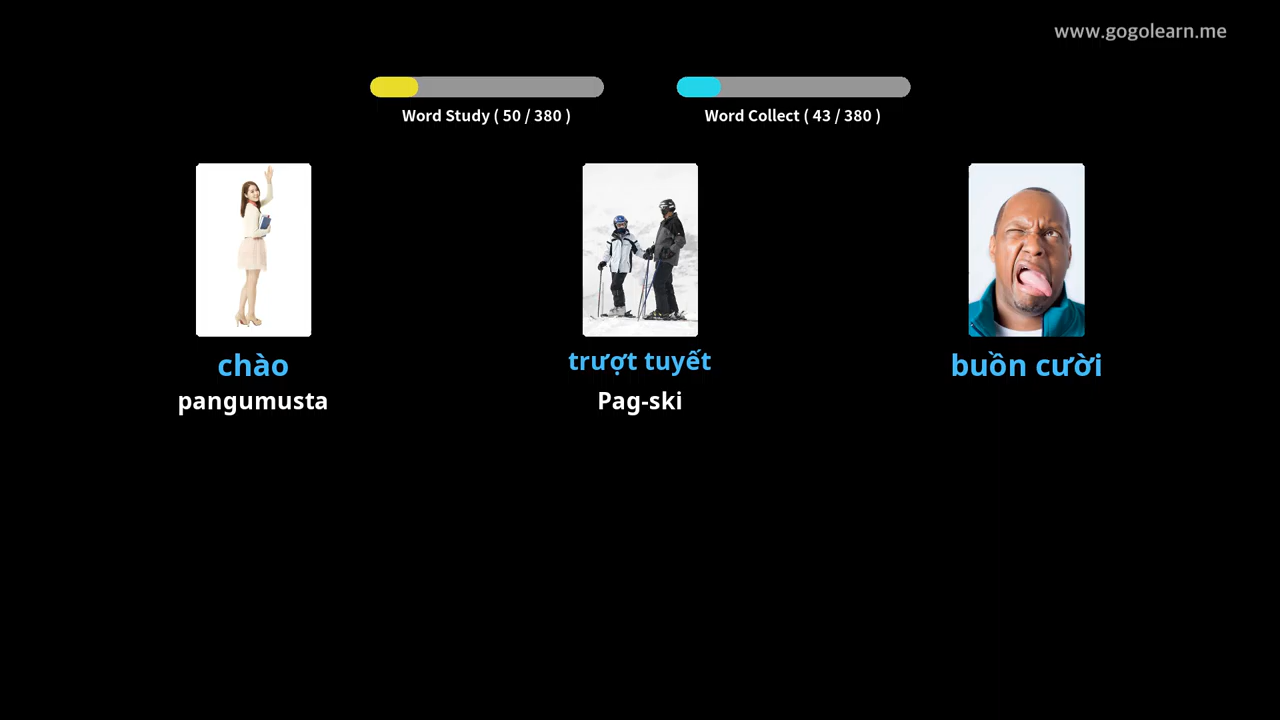 www.gogolearn.me
Word Study ( 50 / 380 )
Word Collect ( 43 / 380 )
chào
trượt tuyết
buồn cười
pangumusta
Pag-ski